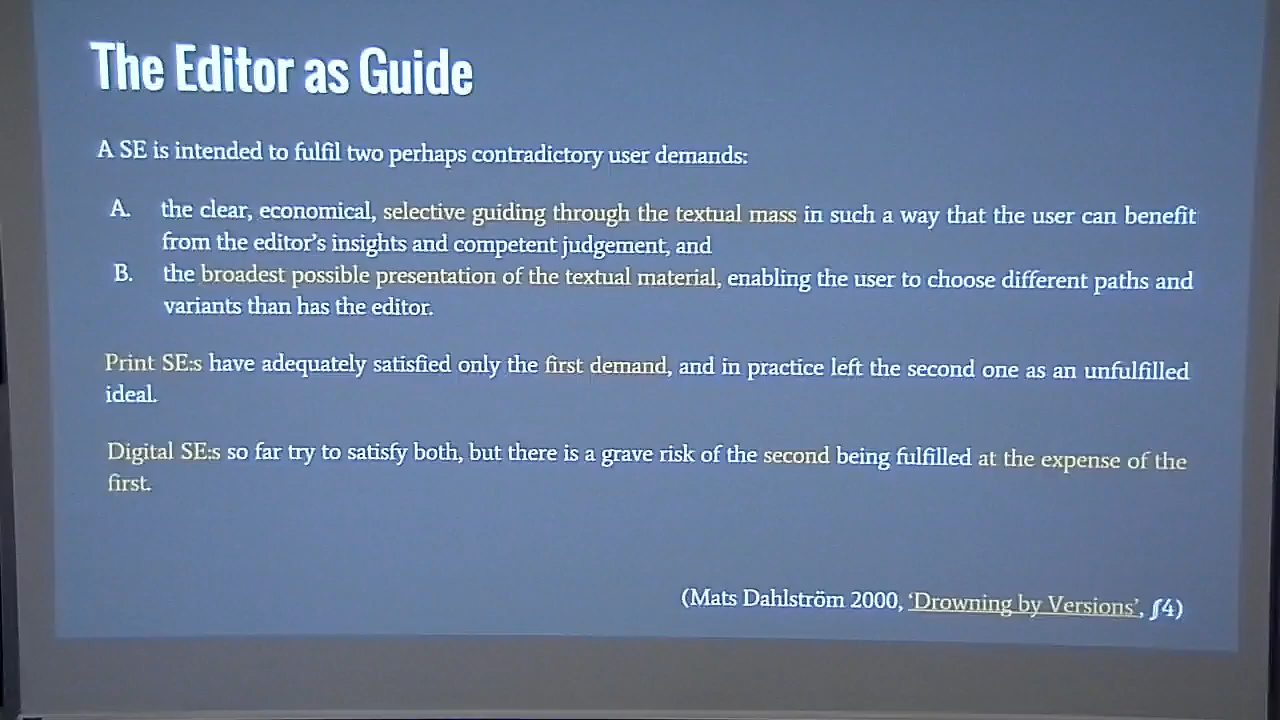 The Editor as Guide
A SE is intended to fulfil two perhaps contradictory user demands:
A. the clear, economical, selective guiding through the textual mass in such a way that the user can benefit
from the editor's insights and competent judgement, and
B. the broadest possible presentation of the textual material, enabling the user to choose different paths and
variants than has the editor.
Print SE:s have adequately satisfied only the first demand, and in practice left the second one as an unfulfilled
ideal.
Digital SE:s so far try to satisfy both, but there is a grave risk of the second being fulfilled at the expense of the
first.
(Mats Dahlström 2000, ‘Drowning by Versions’, ∫4)